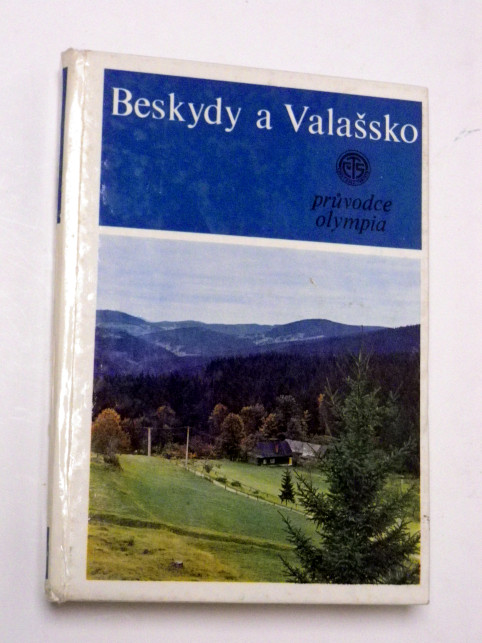 Beskydy a Valašsko
průvodce
olympia